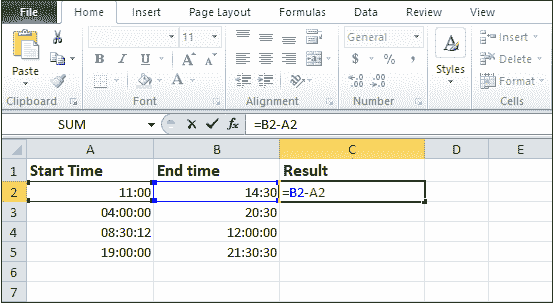 File Home Insert Page Layout Formulas Data Review View
Paste
B I U
11
A A
General
$ % ,
Styles
Insert
Delete
Format
Clipboard Font Alignment Number Cells
SUM fx =B2-A2
A B C D E
1 Start Time End time Result
2 11:00 14:30 =B2-A2
3 04:00:00 20:30
4 08:30:12 12:00:00
5 19:00:00 21:30:30
6
7